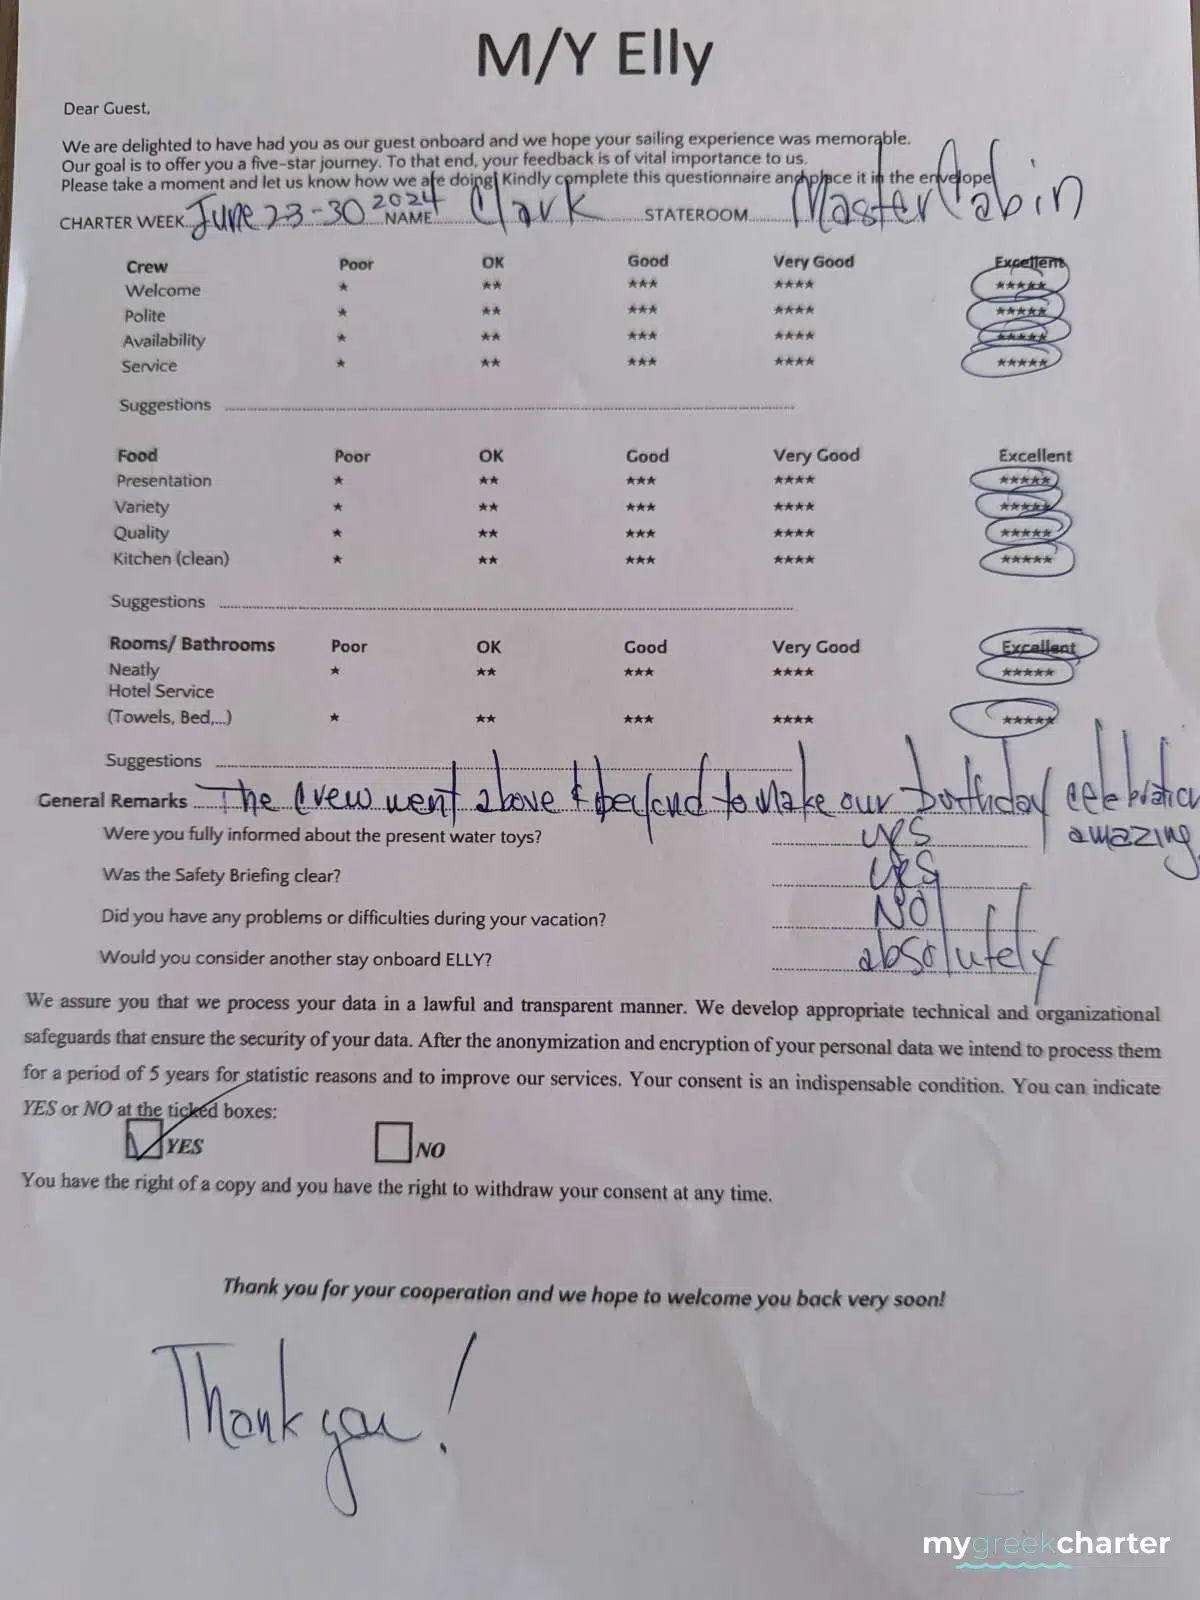 M/Y Elly
Dear Guest,
We are delighted to have had you as our guest onboard and we hope your sailing experience was memorable.
Our goal is to offer you a five-star journey. To that end, your feedback is of vital importance to us.
Please take a moment and let us know how we are doing! Kindly complete this questionnaire and place it in the envelope
CHARTER WEEK June 23-30 2024 NAME Clark STATEROOM Master Cabin
Crew Poor OK Good Very Good Excellent
Welcome * ** *** **** *****
Polite * ** *** **** *****
Availability * ** *** **** *****
Service * ** *** **** *****
Suggestions
Food Poor OK Good Very Good Excellent
Presentation * ** *** **** *****
Variety * ** *** **** *****
Quality * ** *** **** *****
Kitchen (clean) * ** *** **** *****
Suggestions
Rooms/ Bathrooms Poor OK Good Very Good Excellent
Neatly * ** *** **** *****
Hotel Service
(Towels, Bed,...) * ** *** **** *****
Suggestions
General Remarks The crew went above & beyond to make our birthday celebration
amazing
Were you fully informed about the present water toys? yes
Was the Safety Briefing clear? yes
Did you have any problems or difficulties during your vacation? NO
Would you consider another stay onboard ELLY? absolutely
We assure you that we process your data in a lawful and transparent manner. We develop appropriate technical and organizational
safeguards that ensure the security of your data. After the anonymization and encryption of your personal data we intend to process them
for a period of 5 years for statistic reasons and to improve our services. Your consent is an indispensable condition. You can indicate
YES or NO at the ticked boxes:
YES NO
You have the right of a copy and you have the right to withdraw your consent at any time.
Thank you for your cooperation and we hope to welcome you back very soon!
Thank you!
mygreekcharter